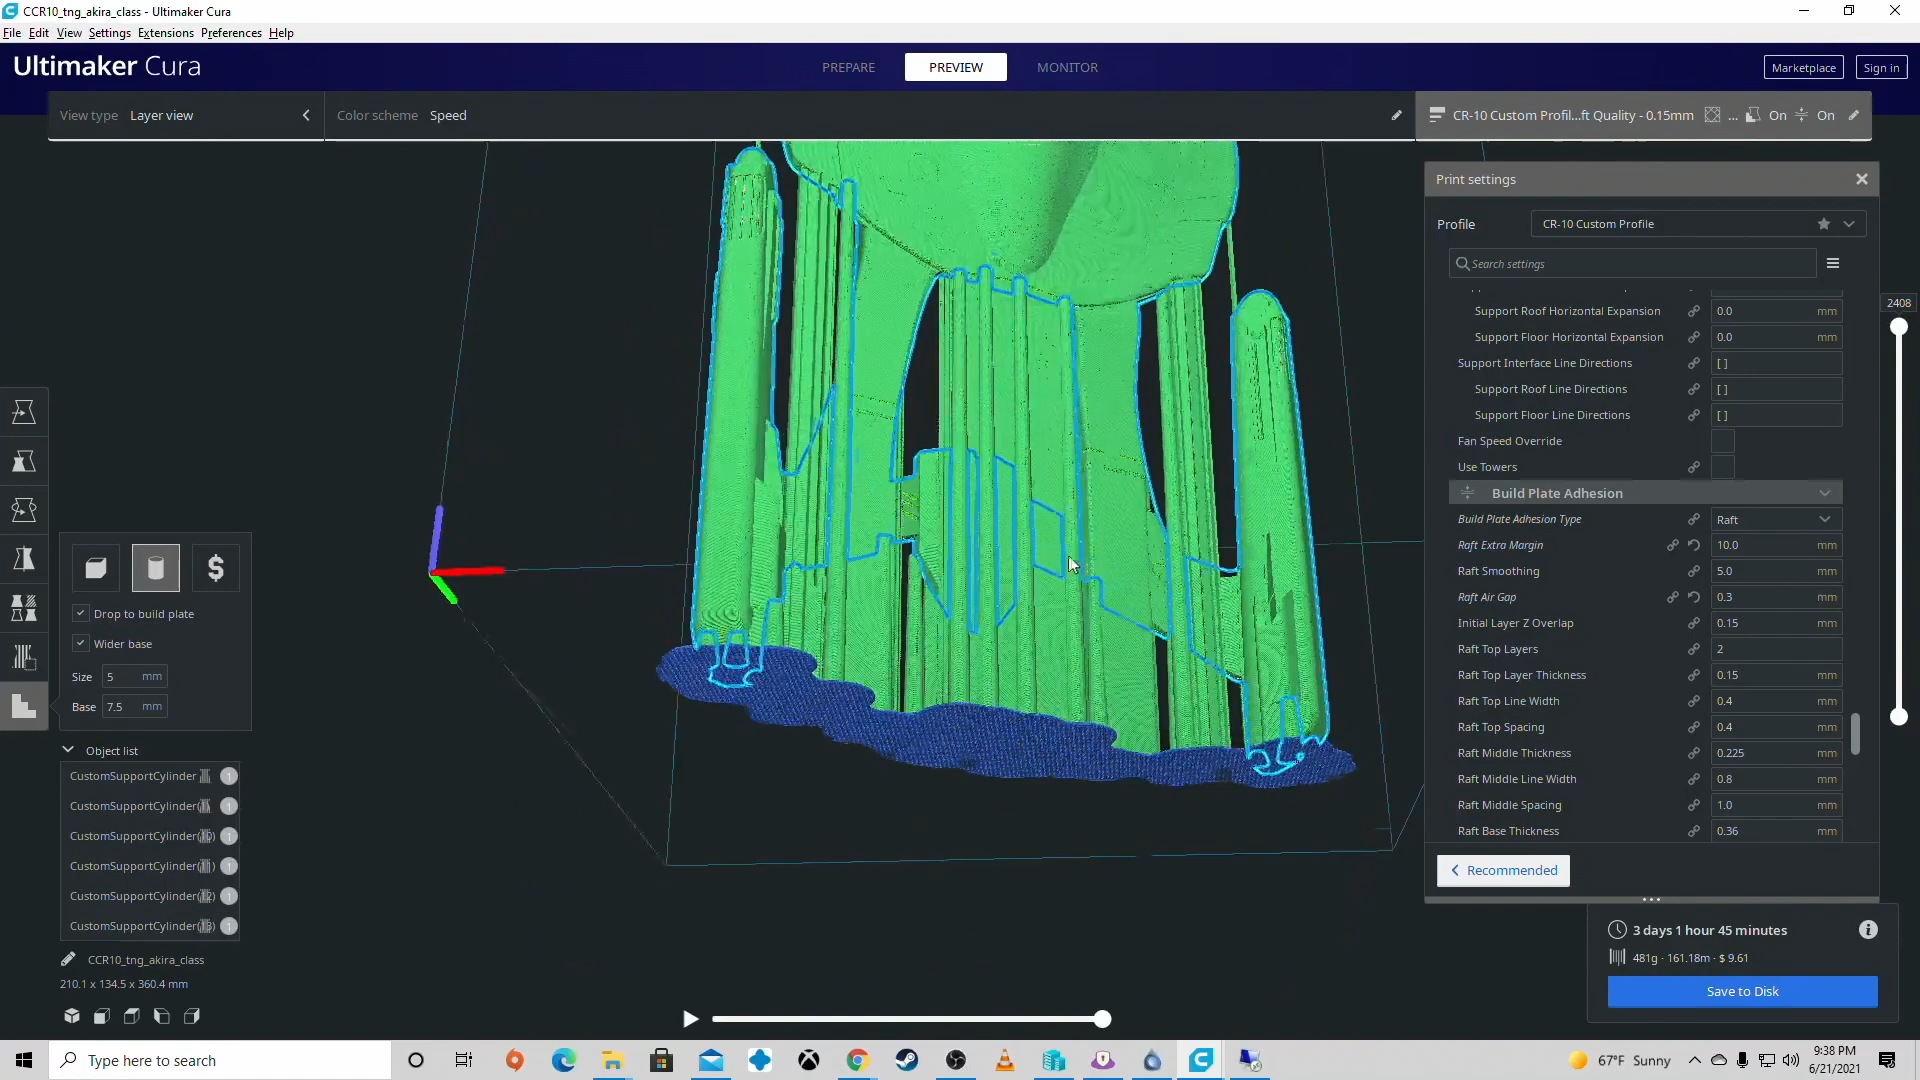 CCR10_tng_akira_class - Ultimaker Cura
File Edit View Settings Extensions Preferences Help
Ultimaker Cura
PREPARE
PREVIEW
MONITOR
Marketplace
Sign in
View type Layer view
Color scheme Speed
CR-10 Custom Profil...ft Quality - 0.15mm ... On On
Print settings
Profile CR-10 Custom Profile
Search settings
Support Roof Horizontal Expansion 0.0 mm
Support Floor Horizontal Expansion 0.0 mm
Support Interface Line Directions [ ]
Support Roof Line Directions [ ]
Support Floor Line Directions [ ]
Fan Speed Override
Use Towers
Build Plate Adhesion
Build Plate Adhesion Type Raft
Raft Extra Margin 10.0 mm
Raft Smoothing 5.0 mm
Raft Air Gap 0.3 mm
Initial Layer Z Overlap 0.15 mm
Raft Top Layers 2
Raft Top Layer Thickness 0.15 mm
Raft Top Line Width 0.4 mm
Raft Top Spacing 0.4 mm
Raft Middle Thickness 0.225 mm
Raft Middle Line Width 0.8 mm
Raft Middle Spacing 1.0 mm
Raft Base Thickness 0.36 mm
Recommended
2408
Drop to build plate
Wider base
Size 5 mm
Base 7.5 mm
Object list
CustomSupportCylinder 1
CustomSupportCylinder( 1
CustomSupportCylinder( 1
CustomSupportCylinder( 1
CustomSupportCylinder( 1
CustomSupportCylinder( 1
CCR10_tng_akira_class
210.1 x 134.5 x 360.4 mm
3 days 1 hour 45 minutes
481g · 161.18m · $ 9.61
Save to Disk
Type here to search
67°F Sunny
9:38 PM
6/21/2021